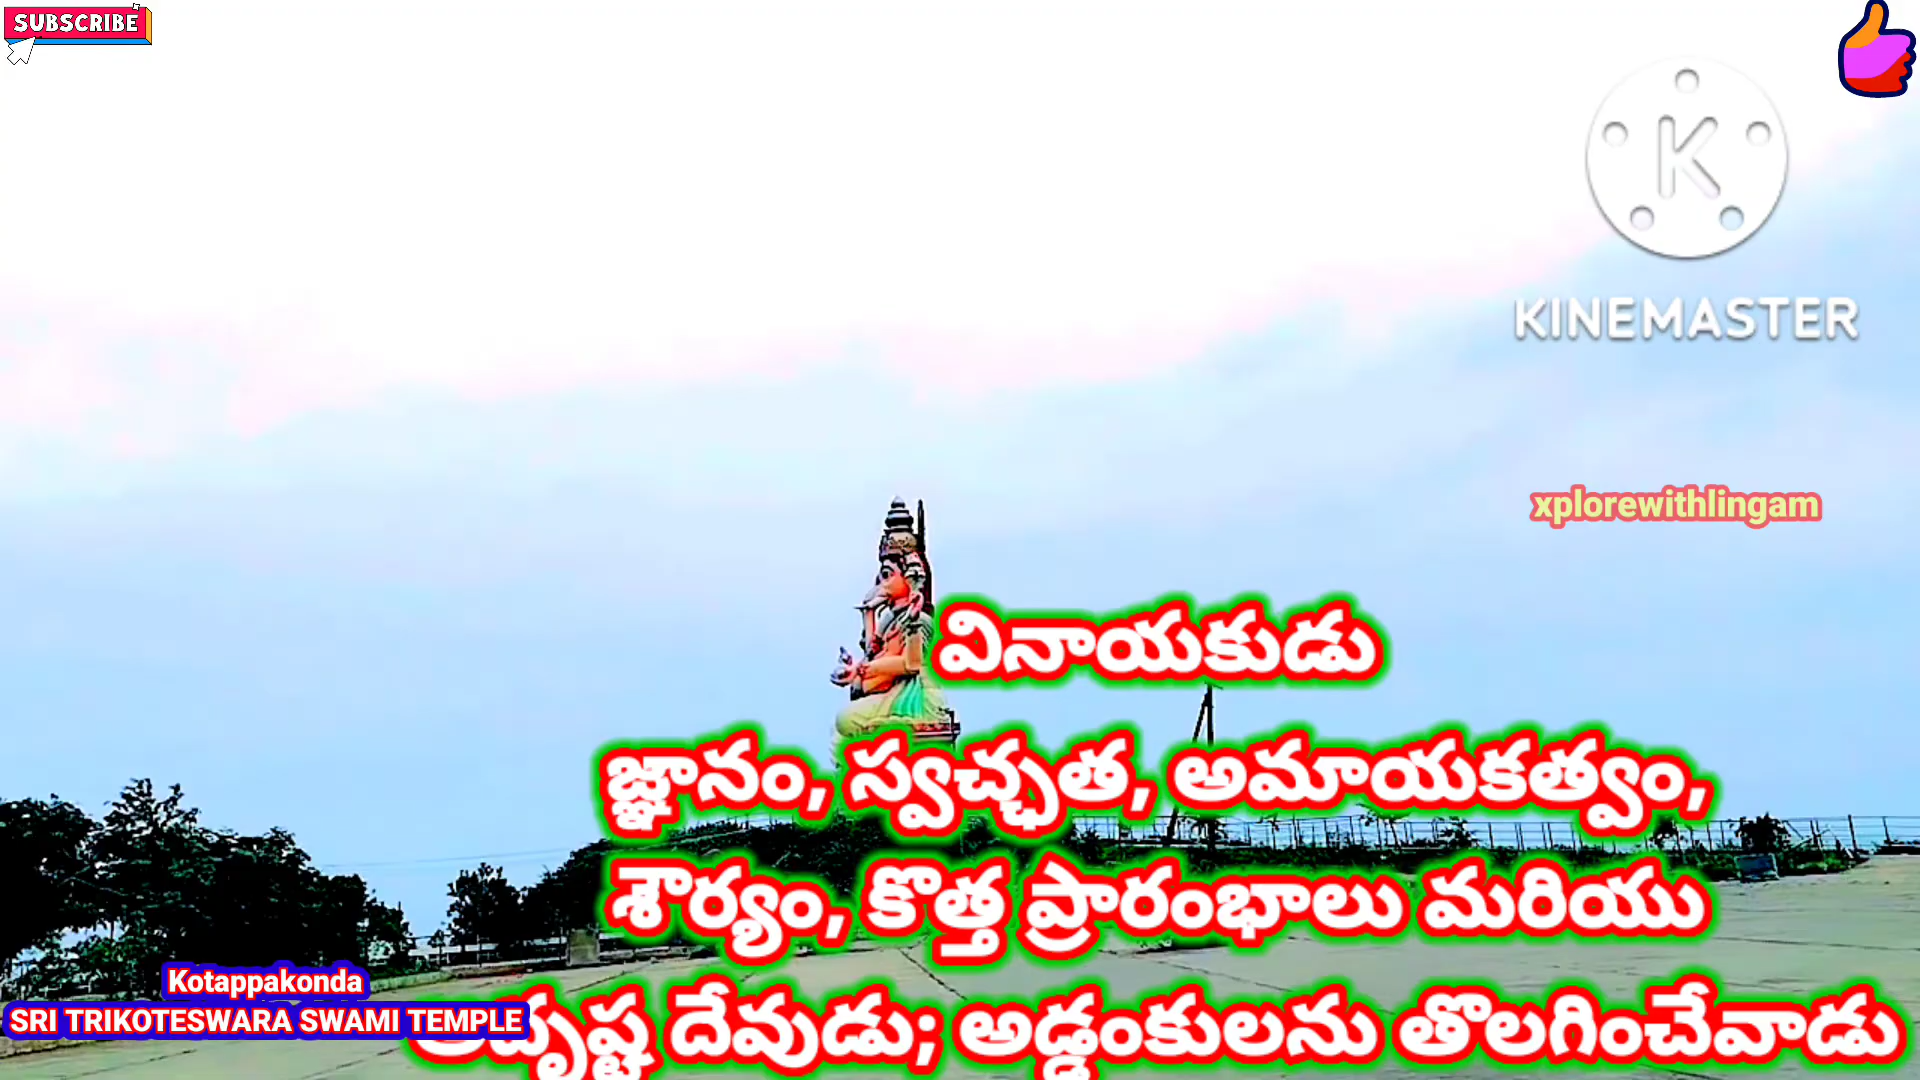 SUBSCRIBE
K
KINEMASTER
xplorewithlingam
వినాయకుడు
జ్ఞానం, స్వచ్ఛత, అమాయకత్వం,
శౌర్యం, కొత్త ప్రారంభాలు మరియు
దేవుడు; అడ్డంకులను తొలగించేవాడు
Kotappakonda
SRI TRIKOTESWARA SWAMI TEMPLE